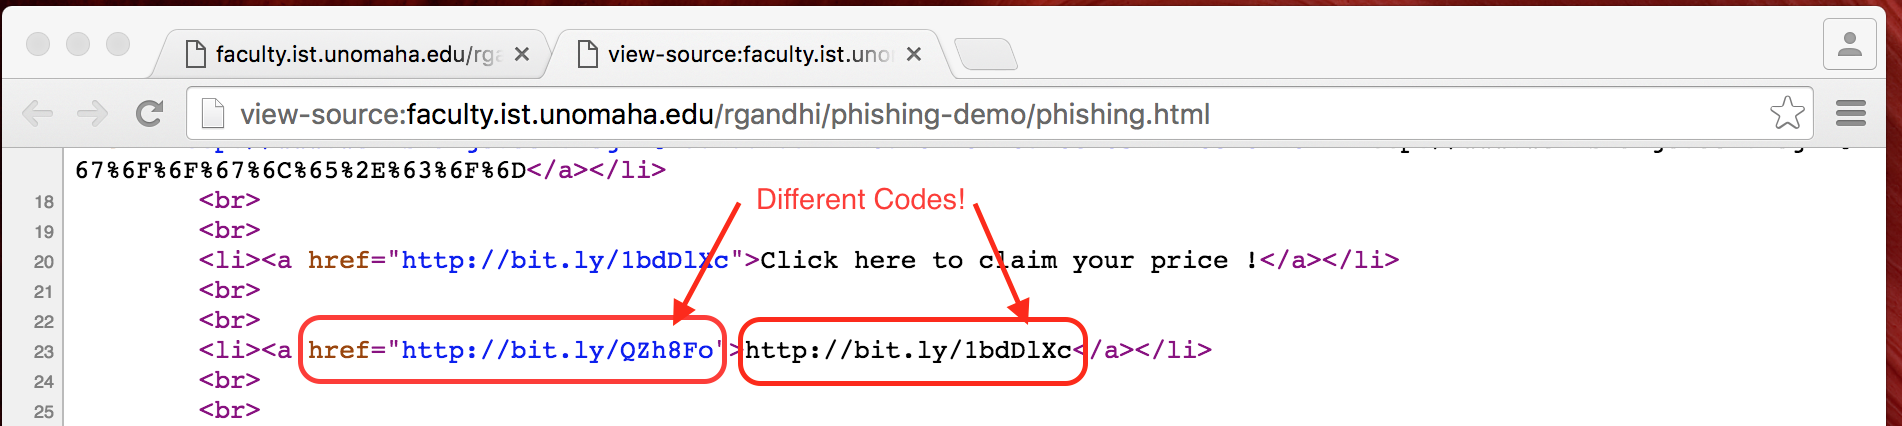 faculty.ist.unomaha.edu/rga
view-source:faculty.ist.uno
view-source:faculty.ist.unomaha.edu/rgandhi/phishing-demo/phishing.html
67%6F%6F%67%6C%65%2E%63%6F%6D</a></li>
Different Codes!
18 <br>
19 <br>
20 <li><a href="http://bit.ly/1bdDlXc">Click here to claim your price !</a></li>
21 <br>
22 <br>
23 <li><a href="http://bit.ly/QZh8Fo">http://bit.ly/1bdDlXc</a></li>
24 <br>
25 <br>